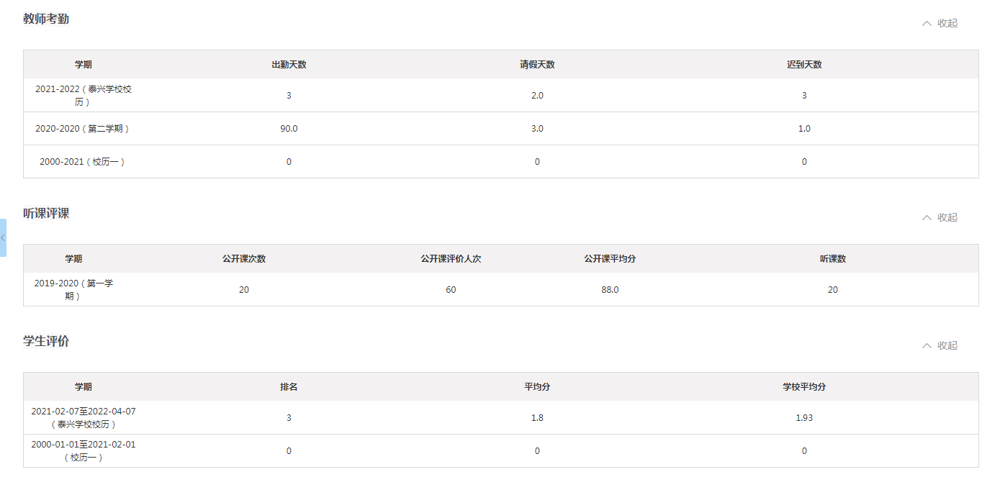 教师考勤
收起
学期 出勤天数 请假天数 迟到天数
2021-2022（泰兴学校校
历） 3 2.0 3
2020-2020（第二学期） 90.0 3.0 1.0
2000-2021（校历一） 0 0 0
听课评课
收起
学期 公开课次数 公开课评价人次 公开课平均分 听课数
2019-2020（第一学
期） 20 60 88.0 20
学生评价
收起
学期 排名 平均分 学校平均分
2021-02-07至2022-04-07
（泰兴学校校历） 3 1.8 1.93
2000-01-01至2021-02-01
（校历一） 0 0 0